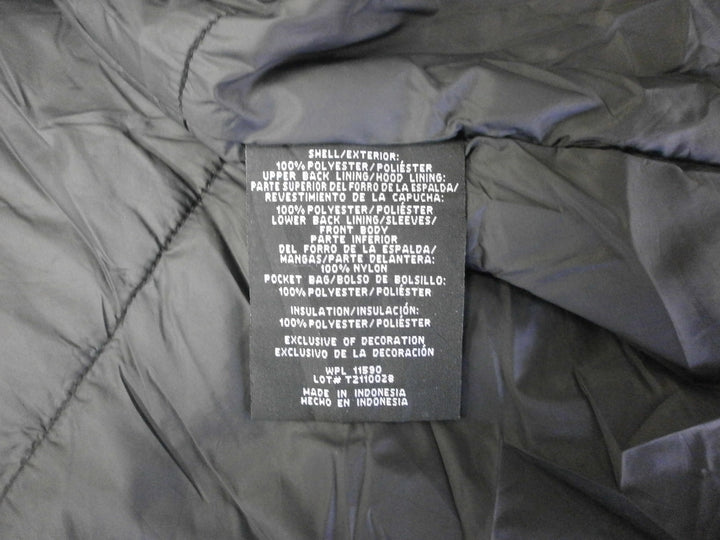 SHELL/EXTERIOR:
100% POLYESTER/POLIÉSTER
UPPER BACK LINING/HOOD LINING:
PARTE SUPERIOR DEL FORRO DE LA ESPALDA/
REVESTIMIENTO DE LA CAPUCHA:
100% POLYESTER/POLIÉSTER
LOWER BACK LINING/SLEEVES/
FRONT BODY
PARTE INFERIOR
DEL FORRO DE LA ESPALDA/
MANGAS/PARTE DELANTERA:
100% NYLON
POCKET BAG/BOLSO DE BOLSILLO:
100% POLYESTER/POLIÉSTER
INSULATION/INSULACIÓN:
100% POLYESTER/POLIÉSTER
EXCLUSIVE OF DECORATION
EXCLUSIVO DE LA DECORACIÓN
WPL 11590
LOT# T2110028
MADE IN INDONESIA
HECHO EN INDONESIA